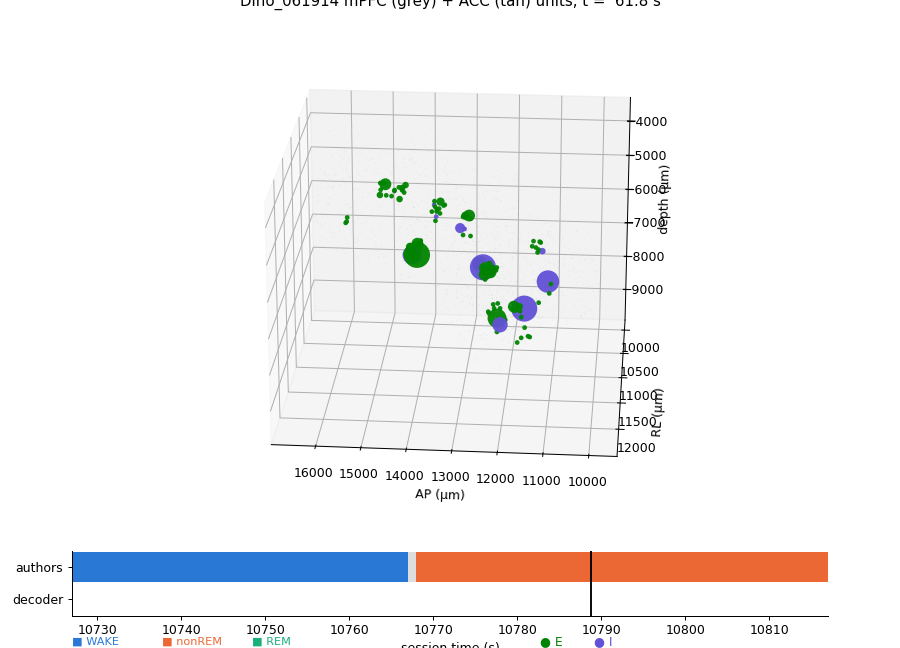 Dino_061914 mPFC (grey) + ACC (tan) units, t = 61.8 s
4000
5000
6000
7000
8000
9000
depth (µm)
10000
10500
11000
11500
12000
RL (µm)
16000 15000 14000 13000 12000 11000 10000
AP (µm)
authors
decoder
10730 10740 10750 10760 10770 10780 10790 10800 10810
session time (s)
WAKE nonREM REM E I